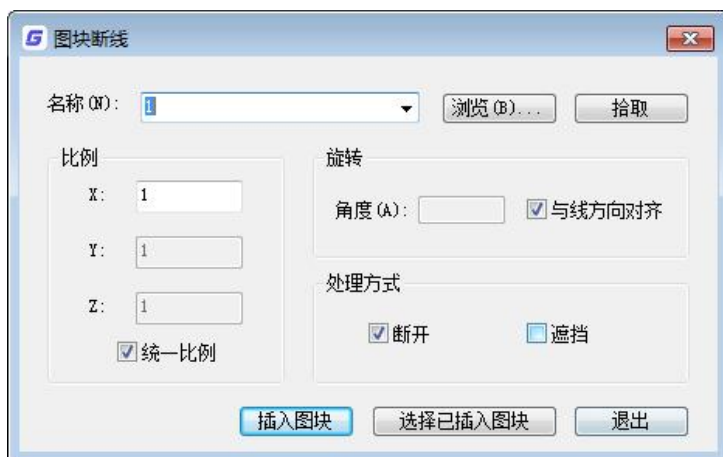 G 图块断线
名称(N): 1 浏览(B)... 拾取
比例
X: 1
Y: 1
Z: 1
统一比例
旋转
角度(A): 与线方向对齐
处理方式
断开 遮挡
插入图块 选择已插入图块 退出